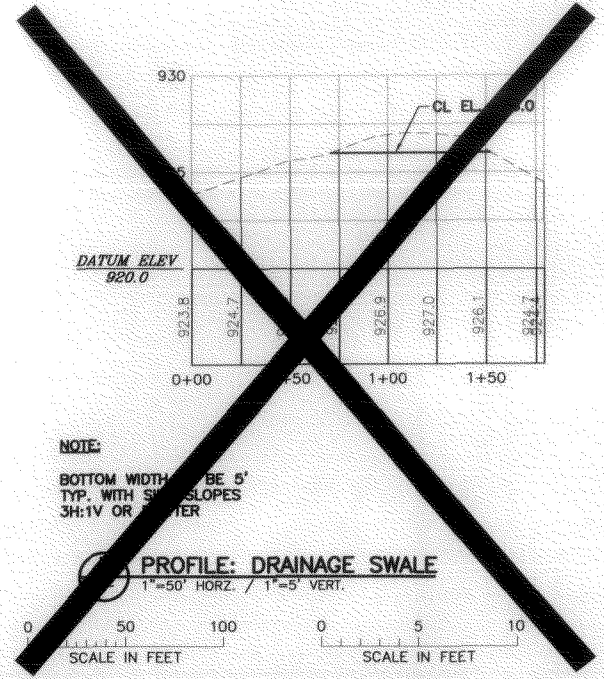 930
CL EL
DATUM ELEV
920.0
923.8
924.7
926.9
927.0
926.1
924.7
0+00
1+00
1+50
NOTE:
BOTTOM WIDTH BE 5'
TYP. WITH SLOPES
3H:1V OR
PROFILE: DRAINAGE SWALE
1"=50' HORZ. / 1"=5' VERT.
0 50 100 0 5 10
SCALE IN FEET SCALE IN FEET